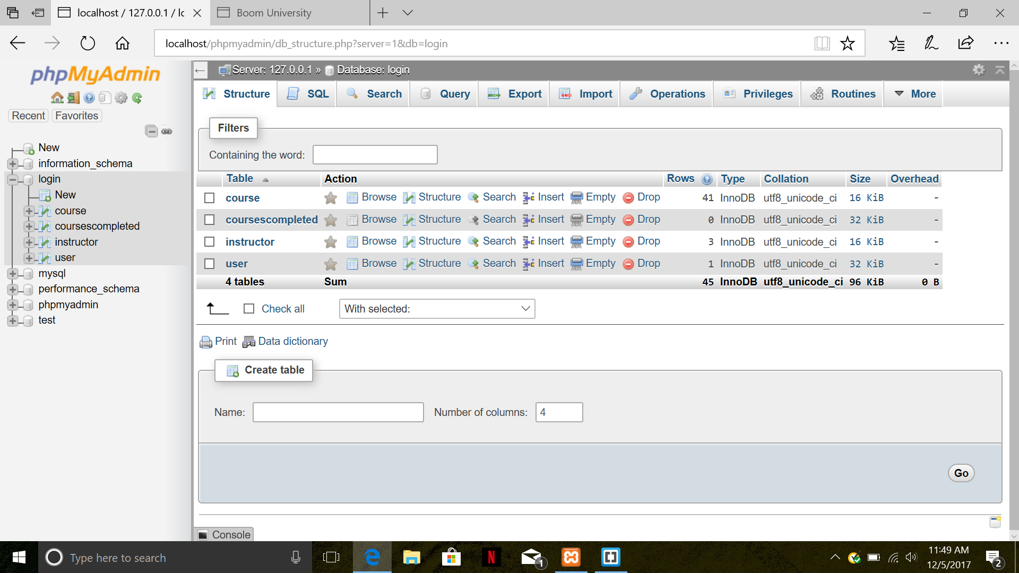 localhost / 127.0.0.1 / lc
Boom University
localhost/phpmyadmin/db_structure.php?server=1&db=login
phpMyAdmin
Recent Favorites
New
information_schema
login
New
course
coursescompleted
instructor
user
mysql
performance_schema
phpmyadmin
test
Server: 127.0.0.1 » Database: login
Structure SQL Search Query Export Import Operations Privileges Routines More
Filters
Containing the word:
Table Action Rows Type Collation Size Overhead
course Browse Structure Search Insert Empty Drop 41 InnoDB utf8_unicode_ci 16 KiB -
coursescompleted Browse Structure Search Insert Empty Drop 0 InnoDB utf8_unicode_ci 32 KiB -
instructor Browse Structure Search Insert Empty Drop 3 InnoDB utf8_unicode_ci 16 KiB -
user Browse Structure Search Insert Empty Drop 1 InnoDB utf8_unicode_ci 32 KiB -
4 tables Sum 45 InnoDB utf8_unicode_ci 96 KiB 0 B
Check all With selected:
Print Data dictionary
Create table
Name: Number of columns: 4
Go
Console
Type here to search
N
1
11:49 AM
12/5/2017
2